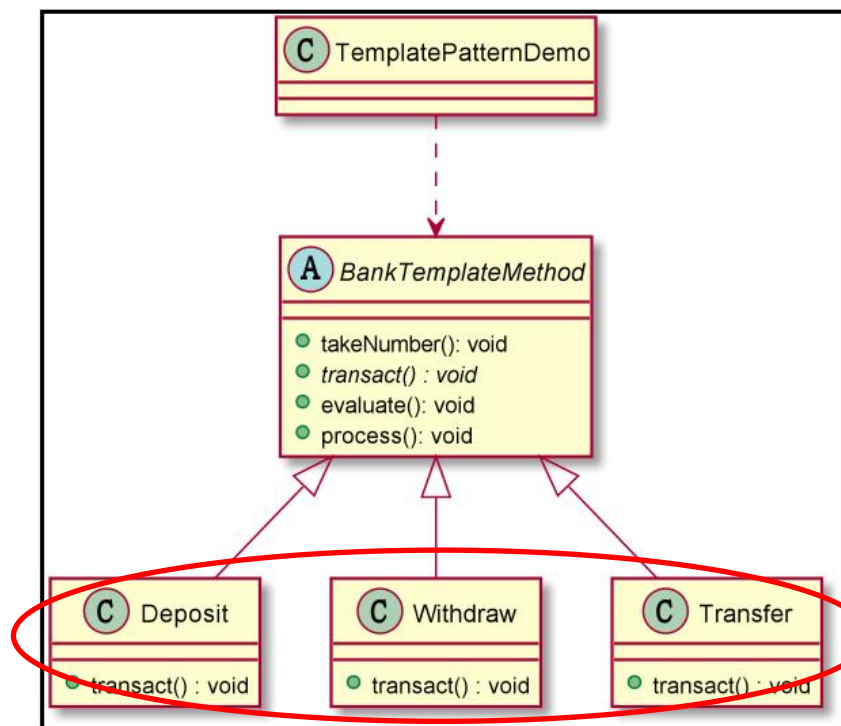 C TemplatePatternDemo
A BankTemplateMethod
takeNumber(): void
transact() : void
evaluate(): void
process(): void
C Deposit
transact() : void
C Withdraw
transact() : void
C Transfer
transact() : void